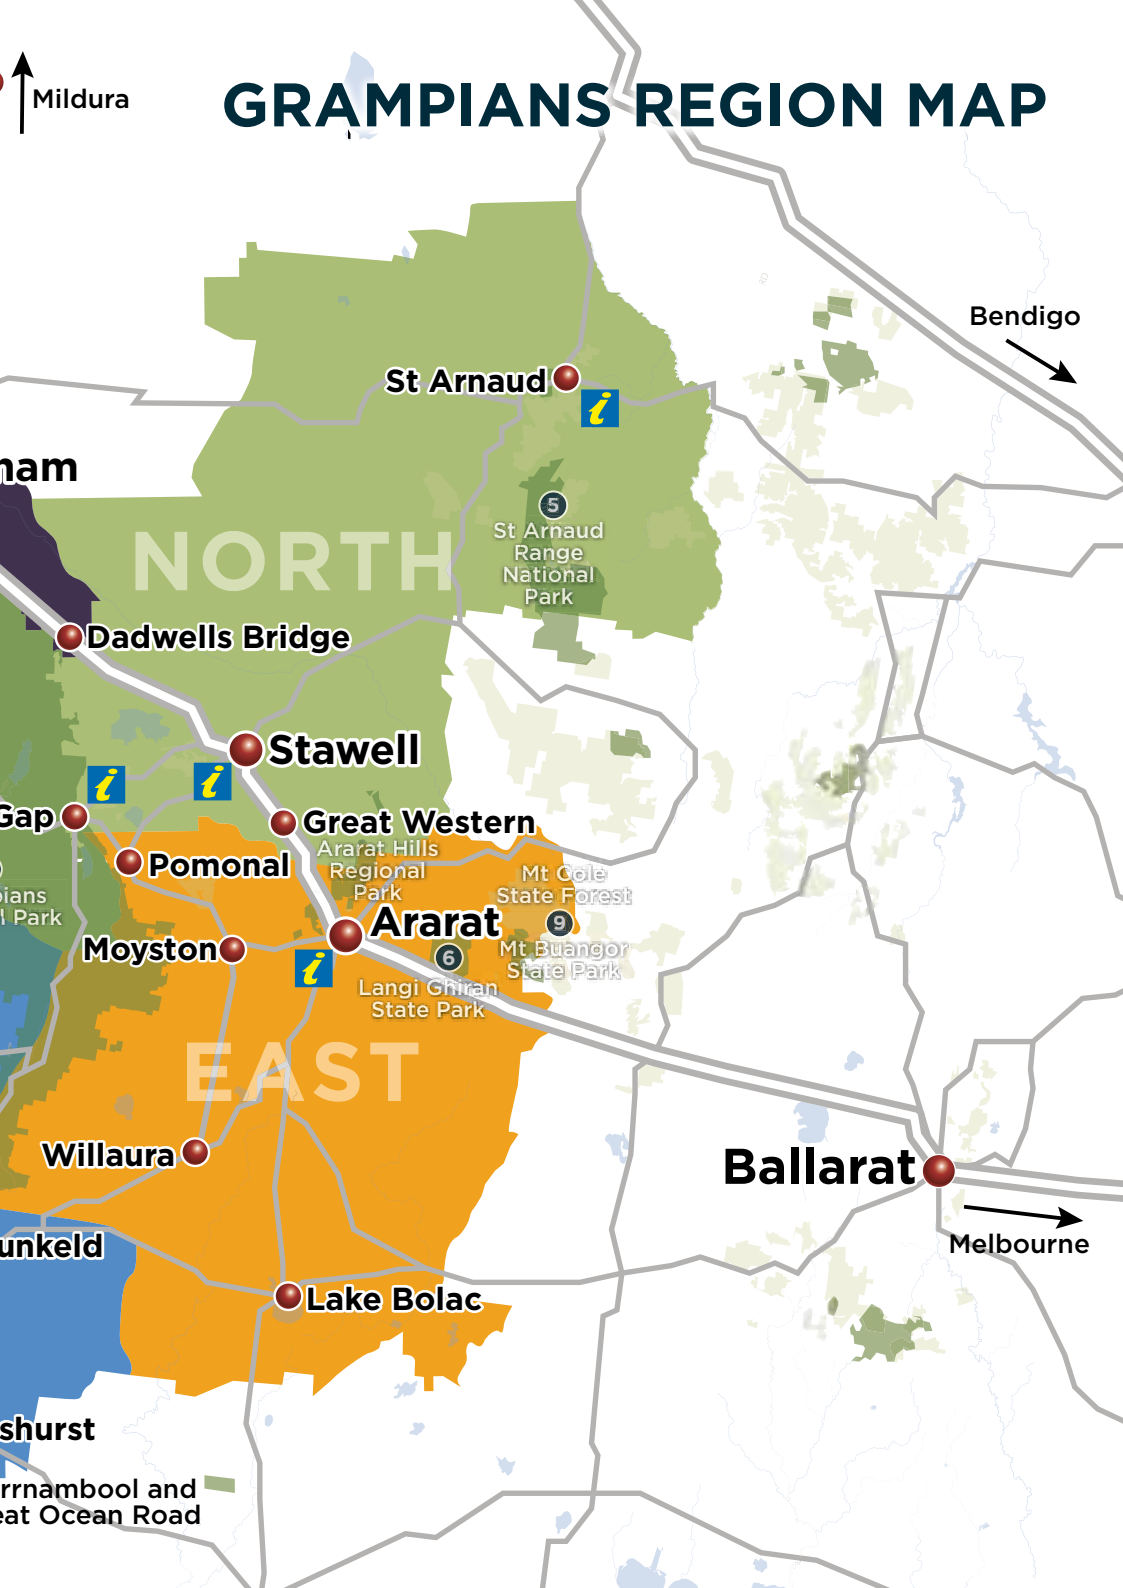 Mildura
GRAMPIANS REGION MAP
Bendigo
St Arnaud
i
ham
5
St Arnaud
Range
National
Park
NORTH
Dadwells Bridge
Stawell
i
i
Gap
Great Western
Pomonal
Ararat Hills
Regional
Park
Mt Cole
State Forest
9
Mt Buangor
State Park
pians
l Park
Ararat
Moyston
i
6
Langi Ghiran
State Park
EAST
Willaura
Ballarat
Melbourne
unkeld
Lake Bolac
shurst
rrnambool and
eat Ocean Road